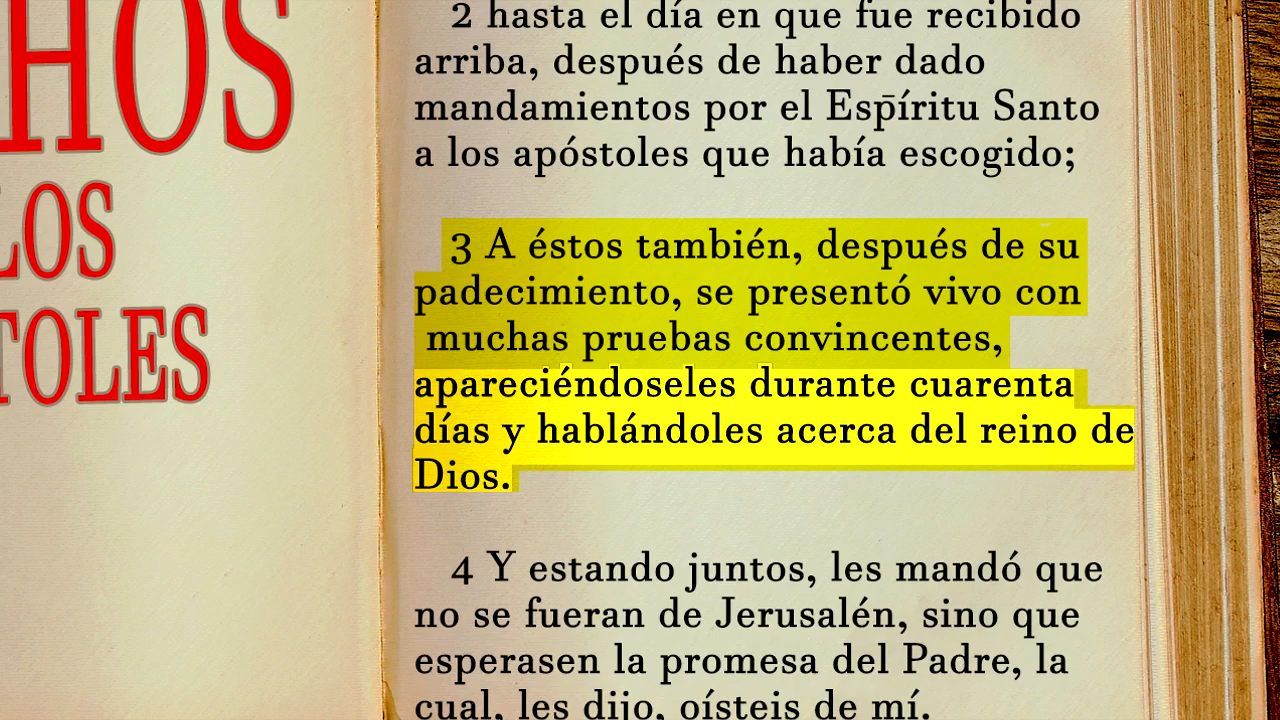 HOS
LOS
TOLES
2 hasta el día en que fue recibido
arriba, después de haber dado
mandamientos por el Espíritu Santo
a los apóstoles que había escogido;
3 A éstos también, después de su
padecimiento, se presentó vivo con
muchas pruebas convincentes,
apareciéndoseles durante cuarenta
días y hablándoles acerca del reino de
Dios.
4 Y estando juntos, les mandó que
no se fueran de Jerusalén, sino que
esperasen la promesa del Padre, la
cual, les dijo, oísteis de mí.